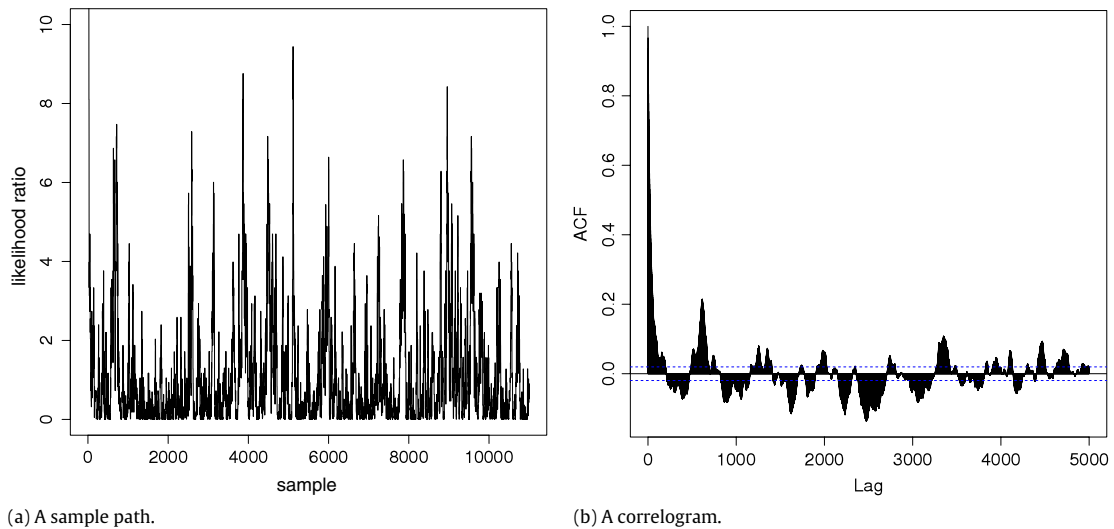 10
8
6
4
2
0
likelihood ratio
0 2000 4000 6000 8000 10000
sample
(a) A sample path.
1.0
0.8
0.6
0.4
0.2
0.0
ACF
0 1000 2000 3000 4000 5000
Lag
(b) A correlogram.